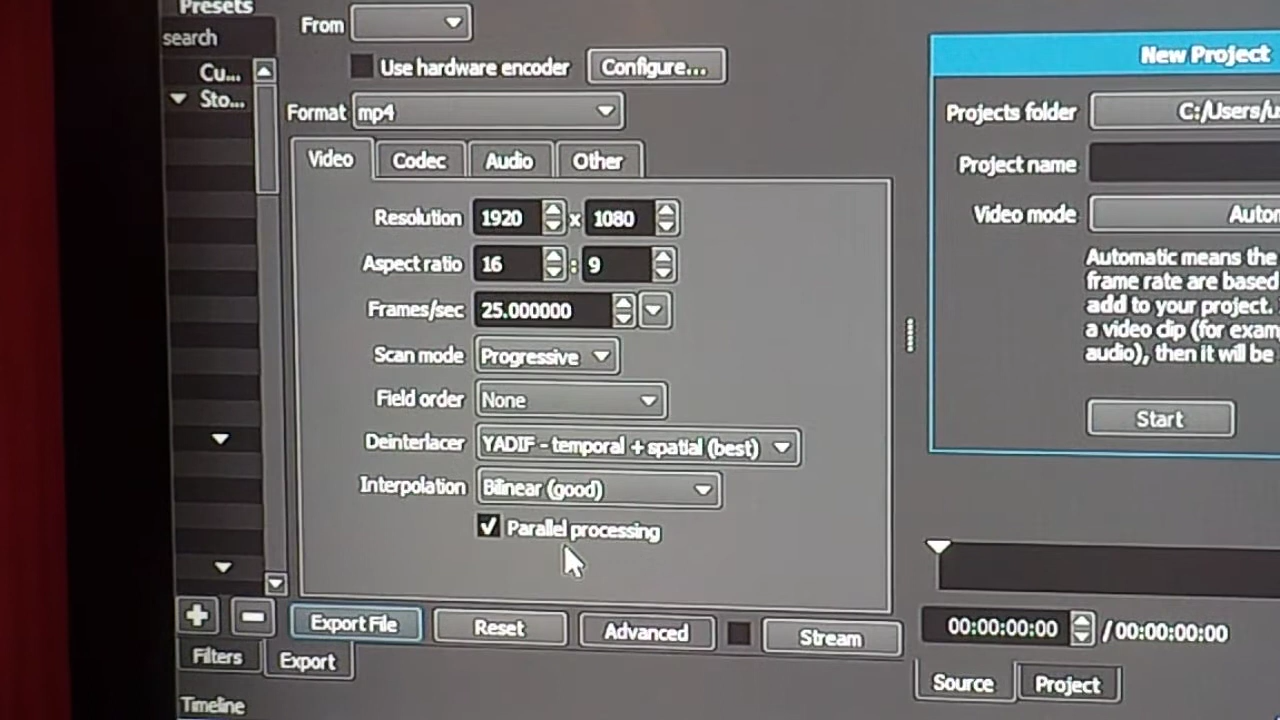 Presets
search
Cu...
Sto...
From
Use hardware encoder
Configure...
Format
mp4
Video
Codec
Audio
Other
Resolution
1920 x 1080
Aspect ratio
16 : 9
Frames/sec
25.000000
Scan mode
Progressive
Field order
None
Deinterlacer
YADIF - temporal + spatial (best)
Interpolation
Bilinear (good)
Parallel processing
Export File
Reset
Advanced
Stream
Filters
Export
Timeline
New Project
Projects folder
C:/Users/
Project name
Video mode
Automatic means the
frame rate are based
add to your project.
a video clip (for
audio), then it will be
Start
00:00:00:00 / 00:00:00:00
Source
Project